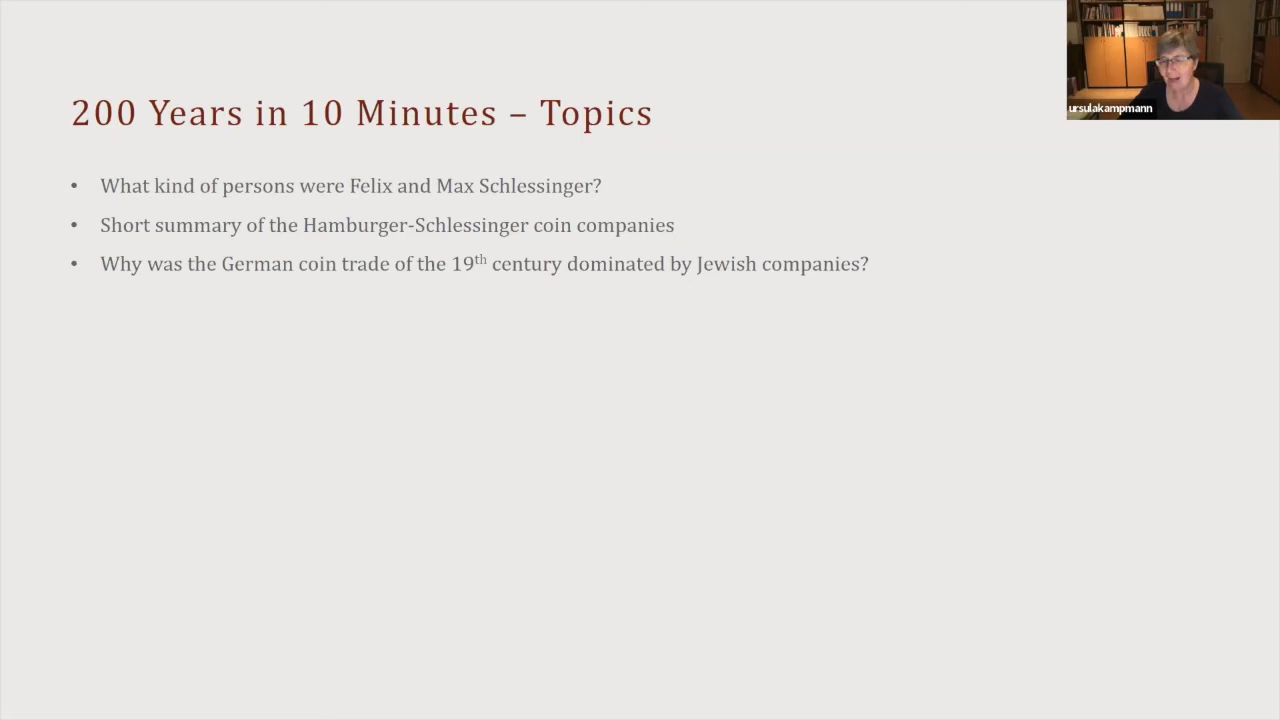 200 Years in 10 Minutes – Topics
• What kind of persons were Felix and Max Schlessinger?
• Short summary of the Hamburger-Schlessinger coin companies
• Why was the German coin trade of the 19th century dominated by Jewish companies?
ursulakampmann